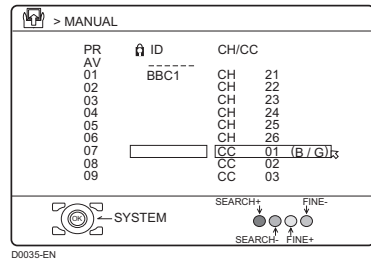 > MANUAL
PR ID CH/CC
AV ------
01 BBC1 CH 21
02 CH 22
03 CH 23
04 CH 24
05 CH 25
06 CH 26
07 CC 01 (B / G)
08 CC 02
09 CC 03
SEARCH+ FINE-
OK SYSTEM
SEARCH- FINE+
D0035-EN